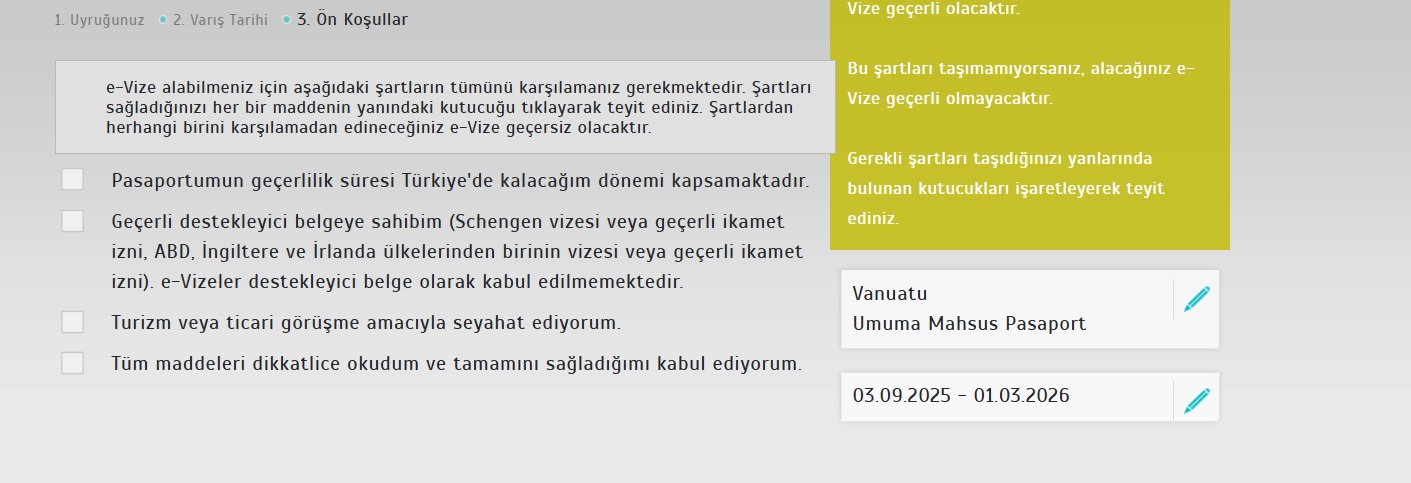 1. Uyruğunuz 2. Varış Tarihi 3. Ön Koşullar
e-Vize alabilmeniz için aşağıdaki şartların tümünü karşılamanız gerekmektedir. Şartları
sağladığınızı her bir maddenin yanındaki kutucuğu tıklayarak teyit ediniz. Şartlardan
herhangi birini karşılamadan edineceğiniz e-Vize geçersiz olacaktır.
Pasaportumun geçerlilik süresi Türkiye'de kalacağım dönemi kapsamaktadır.
Geçerli destekleyici belgeye sahibim (Schengen vizesi veya geçerli ikamet
izni, ABD, İngiltere ve İrlanda ülkelerinden birinin vizesi veya geçerli ikamet
izni). e-Vizeler destekleyici belge olarak kabul edilmemektedir.
Turizm veya ticari görüşme amacıyla seyahat ediyorum.
Tüm maddeleri dikkatlice okudum ve tamamını sağladığımı kabul ediyorum.
Vize geçerli olacaktır.
Bu şartları taşımamıyorsanız, alacağınız e-
Vize geçerli olmayacaktır.
Gerekli şartları taşıdığınızı yanlarında
bulunan kutucukları işaretleyerek teyit
ediniz.
Vanuatu
Umuma Mahsus Pasaport
03.09.2025 - 01.03.2026